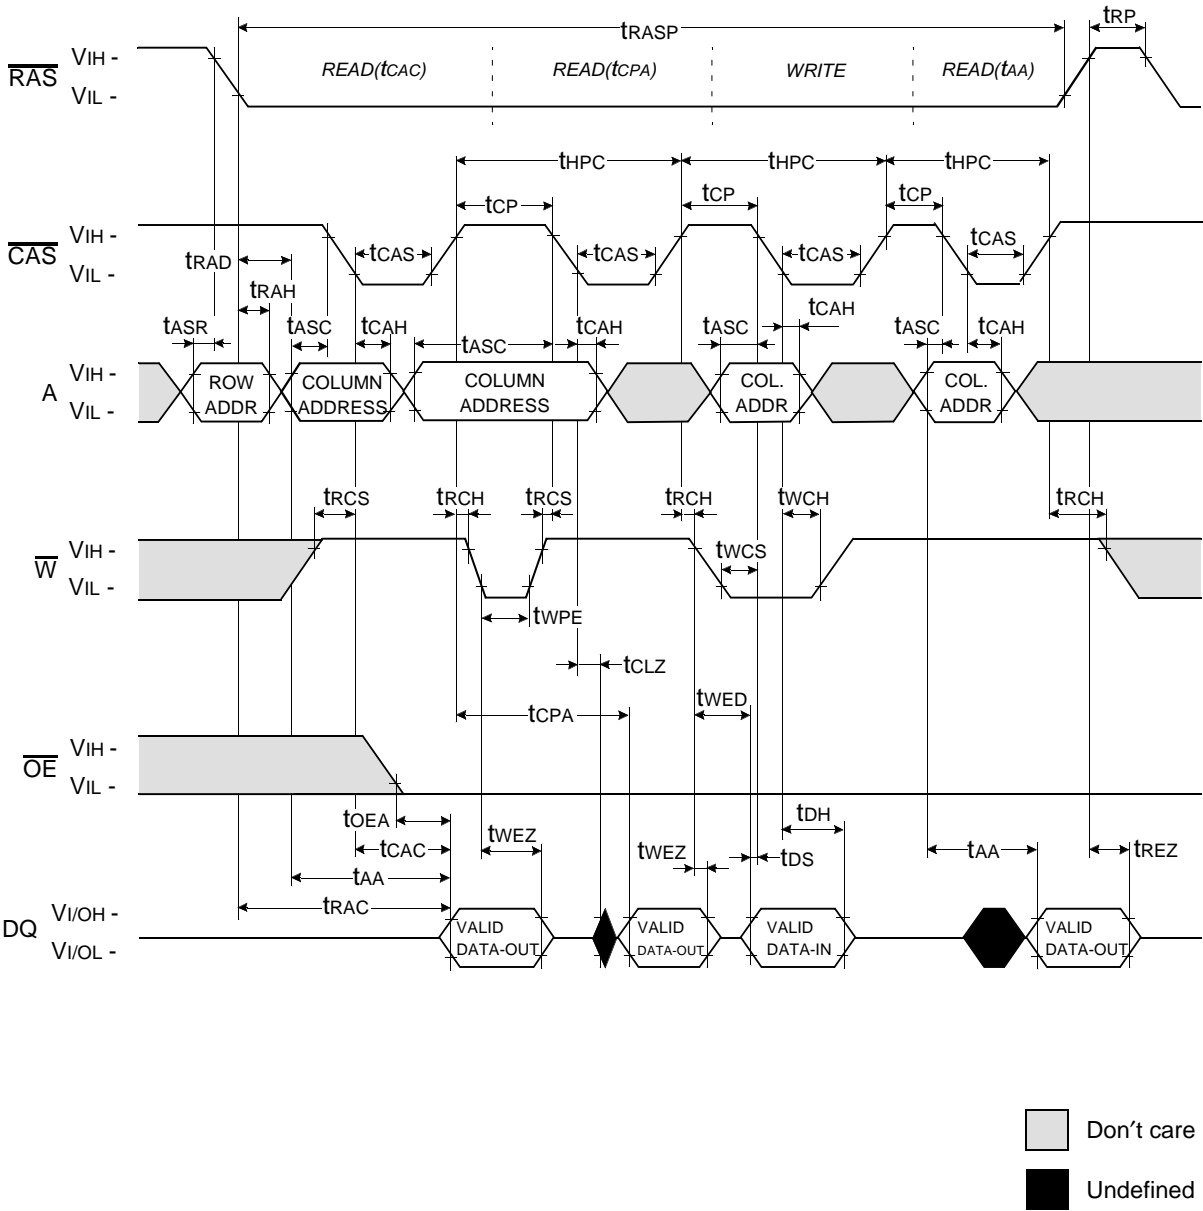 tRASP tRP
RAS VIH - VIL -
READ(tCAC) READ(tCPA) WRITE READ(tAA)
tHPC tHPC tHPC
tCP tCP tCP
CAS VIH - VIL -
tCAS tCAS tCAS tCAS
tRAD
tRAH tCAH
tASR tASC tCAH tASC tCAH tASC tASC tCAH
A VIH - VIL -
ROW
ADDR
COLUMN
ADDRESS
COLUMN
ADDRESS
COL.
ADDR
COL.
ADDR
tRCS tRCH tRCS tRCH tWCH tRCH
W VIH - VIL -
tWCS
tWPE
tCLZ
tWED
tCPA
OE VIH - VIL -
tOEA tWEZ tDH
tCAC tWEZ tDS tAA tREZ
tAA
tRAC
DQ VI/OH - VI/OL -
VALID
DATA-OUT
VALID
DATA-OUT
VALID
DATA-IN
VALID
DATA-OUT
Don′t care
Undefined